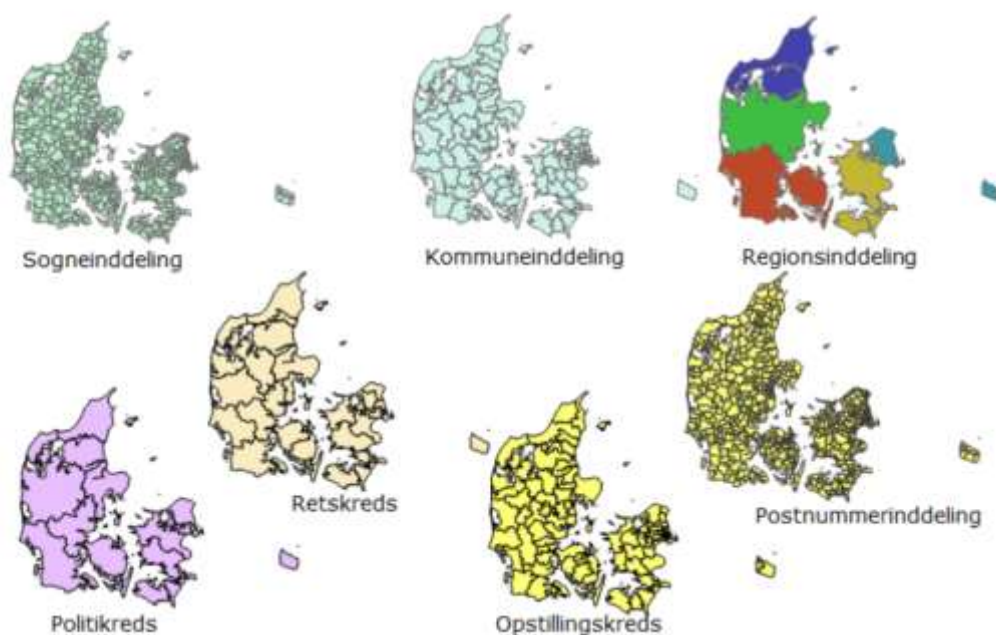 Sogneinddeling
Kommuneinddeling
Regionsinddeling
Retskreds
Postnummerinddeling
Politikreds
Opstillingskreds